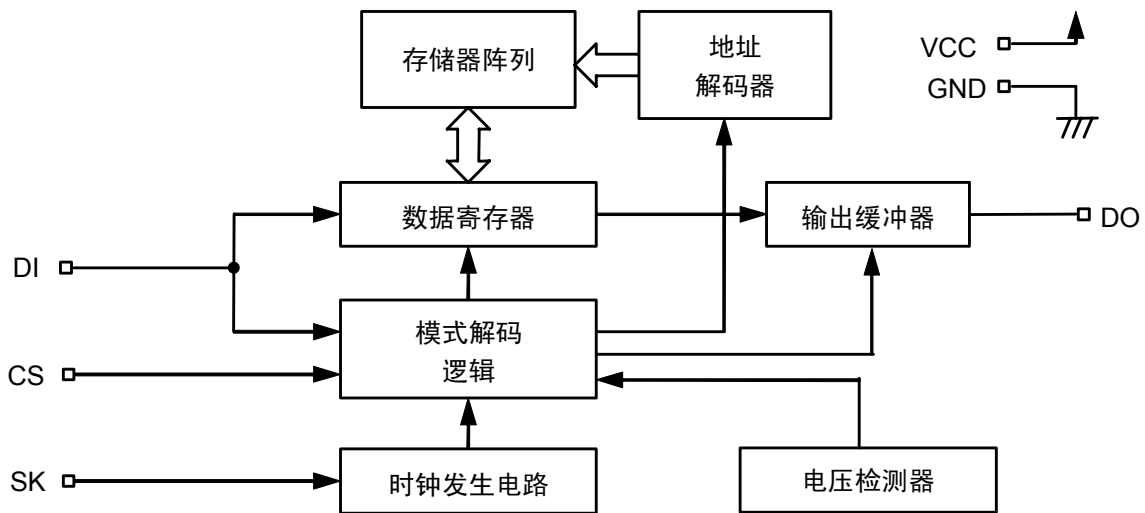 存储器阵列
地址
解码器
VCC
GND
数据寄存器
输出缓冲器
DO
DI
模式解码
逻辑
CS
SK
时钟发生电路
电压检测器